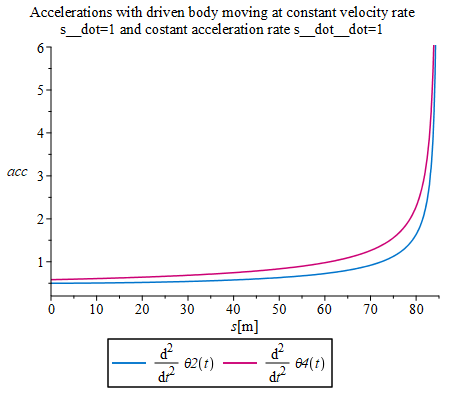 Accelerations with driven body moving at constant velocity rate
s__dot=1 and costant acceleration rate s__dot__dot=1
6
5
4
acc 3
2
1
0 10 20 30 40 50 60 70 80
s[m]
d²/dt² θ2(t) d²/dt² θ4(t)